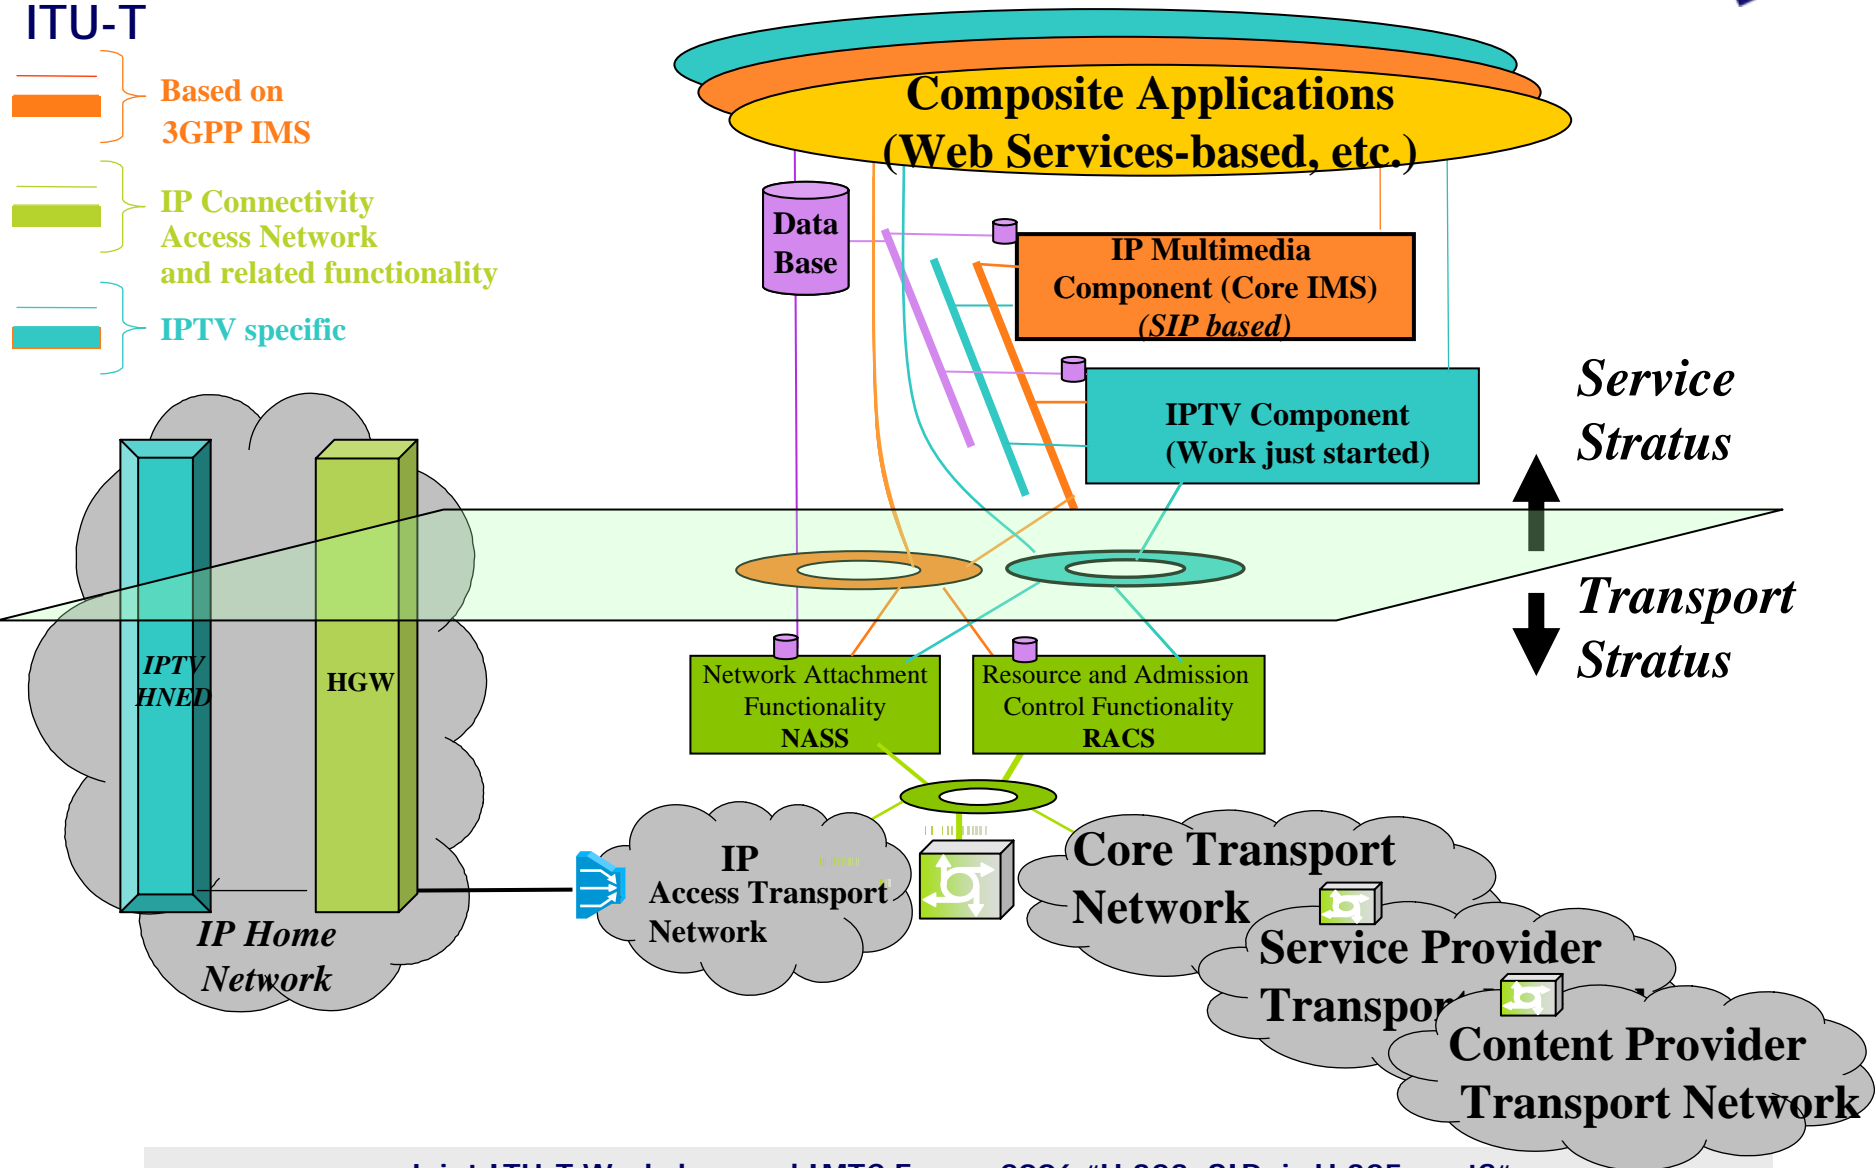 ITU-T
Based on
3GPP IMS
IP Connectivity
Access Network
and related functionality
IPTV specific
Composite Applications
(Web Services-based, etc.)
Data
Base
IP Multimedia
Component (Core IMS)
(SIP based)
IPTV Component
(Work just started)
Service
Stratus
Transport
Stratus
IPTV
HNED
HGW
Network Attachment
Functionality
NASS
Resource and Admission
Control Functionality
RACS
IP Home
Network
IP
Access Transport
Network
Core Transport
Network
Service Provider
Transport
Content Provider
Transport Network